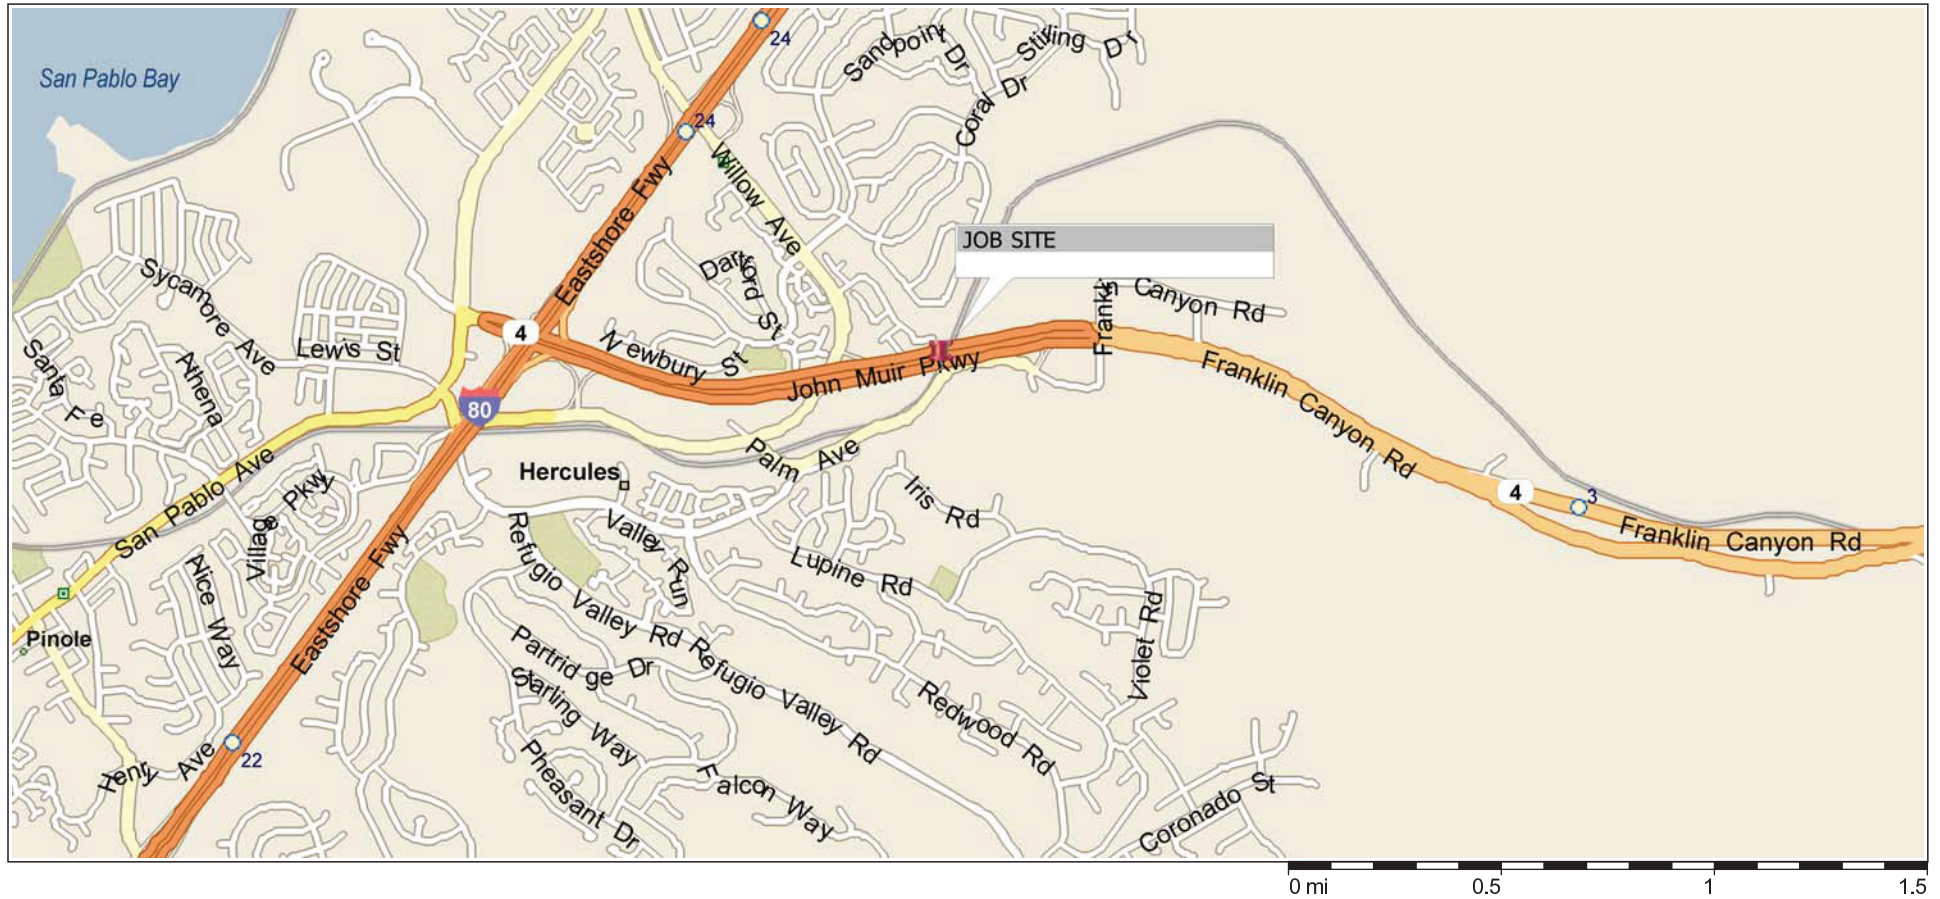 San Pablo Bay
24
24
Sandpoint Dr
Stirling Dr
Coral Dr
Willow Ave
Eastshore Fwy
JOB SITE
Dartford St
Sycamore Ave
Franklin Canyon Rd
4
Newbury St
Lewis St
John Muir Pkwy
Santa Fe
Athena
Franklin Canyon Rd
80
Palm Ave
Hercules
San Pablo Ave
Village Pkwy
Iris Rd
4
3
Franklin Canyon Rd
Refugio Valley Rd
Valley Run
Lupine Rd
Nice Way
Eastshore Fwy
Pinole
Violet Rd
Partridge Dr
Refugio Valley Rd
Starling Way
Redwood Rd
22
Henry Ave
Pheasant Dr
Falcon Way
Coronado St
0 mi 0.5 1 1.5